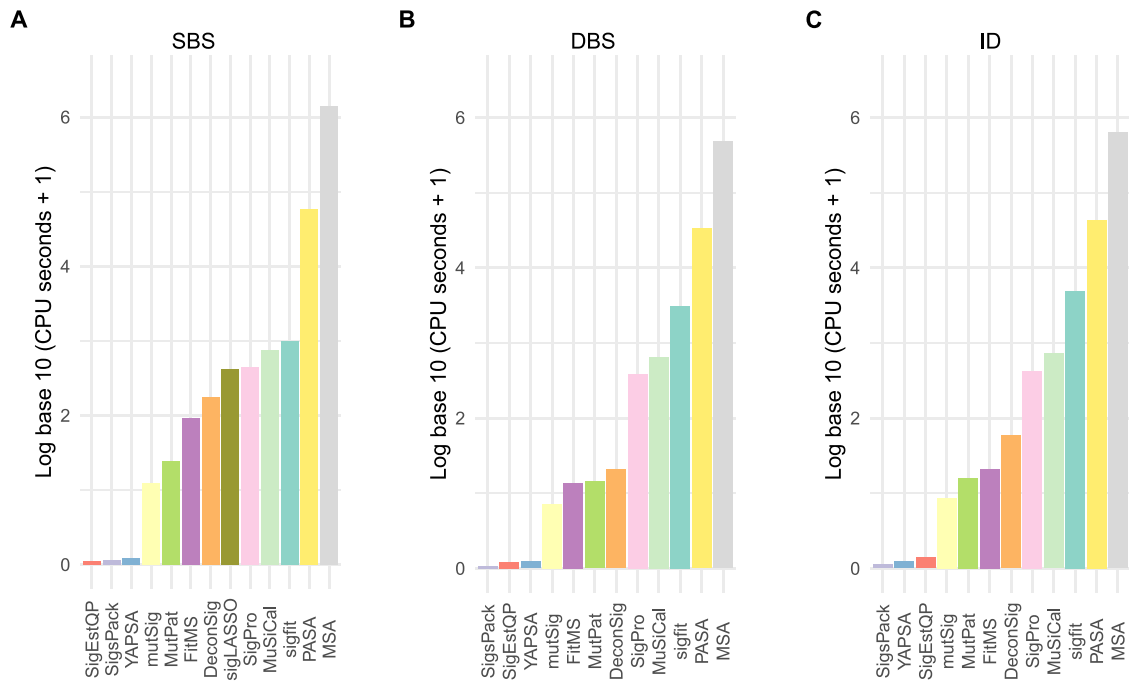 A
SBS
Log base 10 (CPU seconds + 1)
6
4
2
0
SigEstQP
SigsPack
YAPSA
mutSig
MutPat
FitMS
DeconSig
sigLASSO
SigPro
MuSiCal
sigfit
PASA
MSA
B
DBS
Log base 10 (CPU seconds + 1)
6
4
2
0
SigsPack
SigEstQP
YAPSA
mutSig
FitMS
MutPat
DeconSig
SigPro
MuSiCal
sigfit
PASA
MSA
C
ID
Log base 10 (CPU seconds + 1)
6
4
2
0
SigsPack
YAPSA
SigEstQP
mutSig
MutPat
FitMS
DeconSig
SigPro
MuSiCal
sigfit
PASA
MSA